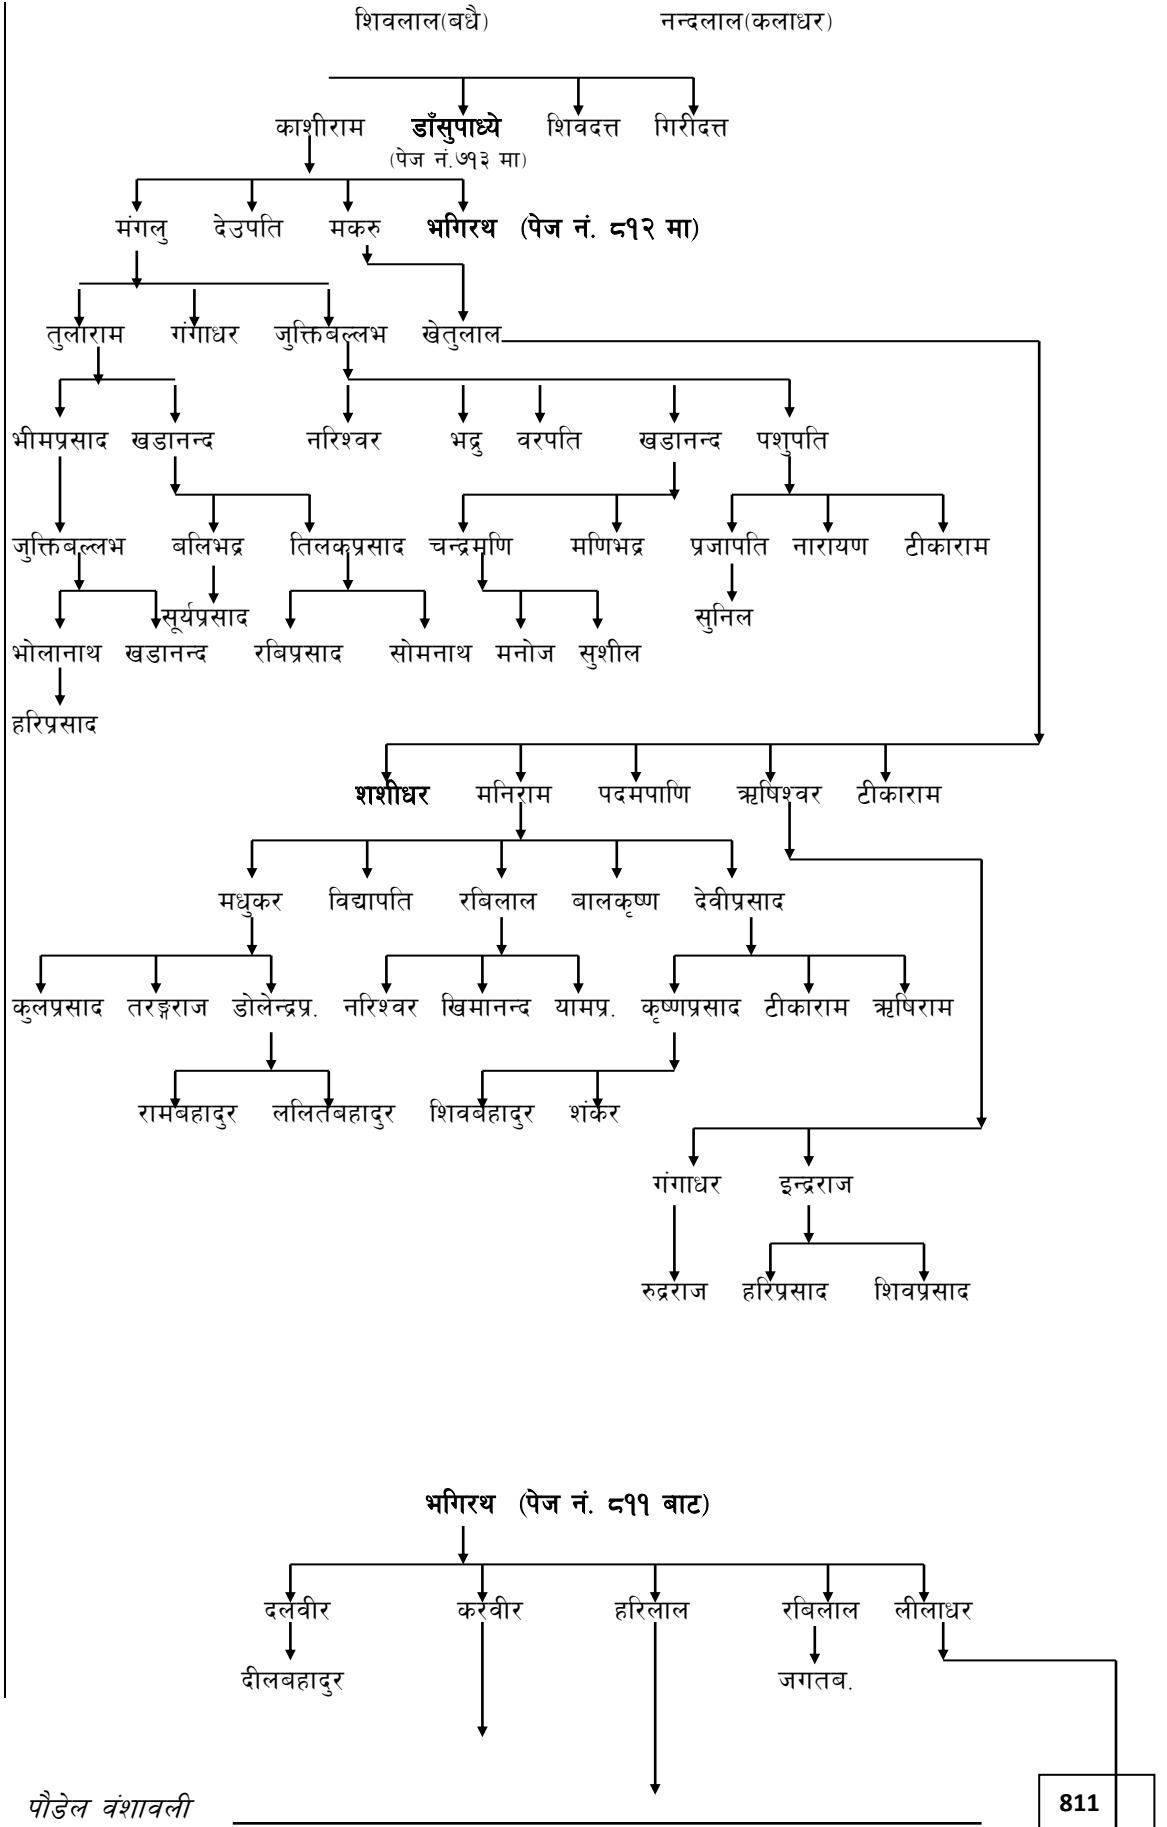 शिवलाल(बधै) नन्दलाल(कलाधर)
काशीराम डाँसुपाध्ये शिवदत्त गिरीदत्त
(पेज नं.७१३ मा)
मंगलु देउपति मकरु भगिरथ (पेज नं. ८१२ मा)
तुलाराम गंगाधर जुक्तिबल्लभ खेतुलाल
भीमप्रसाद खडानन्द नरिश्वर भद्रु वरपति खडानन्द पशुपति
जुक्तिबल्लभ बलिभद्र तिलकप्रसाद चन्द्रमणि मणिभद्र प्रजापति नारायण टीकाराम
सूर्यप्रसाद सुनिल
भोलानाथ खडानन्द रबिप्रसाद सोमनाथ मनोज सुशील
हरिप्रसाद
शशीधर मनिराम पदमपाणि ऋषिश्वर टीकाराम
मधुकर विद्यापति रबिलाल बालकृष्ण देवीप्रसाद
कुलप्रसाद तरङ्गराज डोलेन्द्रप्र. नरिश्वर खिमानन्द यामप्र. कृष्णप्रसाद टीकाराम ऋषिराम
रामबहादुर ललितबहादुर शिवबहादुर शंकर
गंगाधर इन्द्रराज
रुद्रराज हरिप्रसाद शिवप्रसाद
भगिरथ (पेज नं. ८११ बाट)
दलवीर करवीर हरिलाल रबिलाल लीलाधर
दीलबहादुर जगतब.
पौडेल वंशावली 811